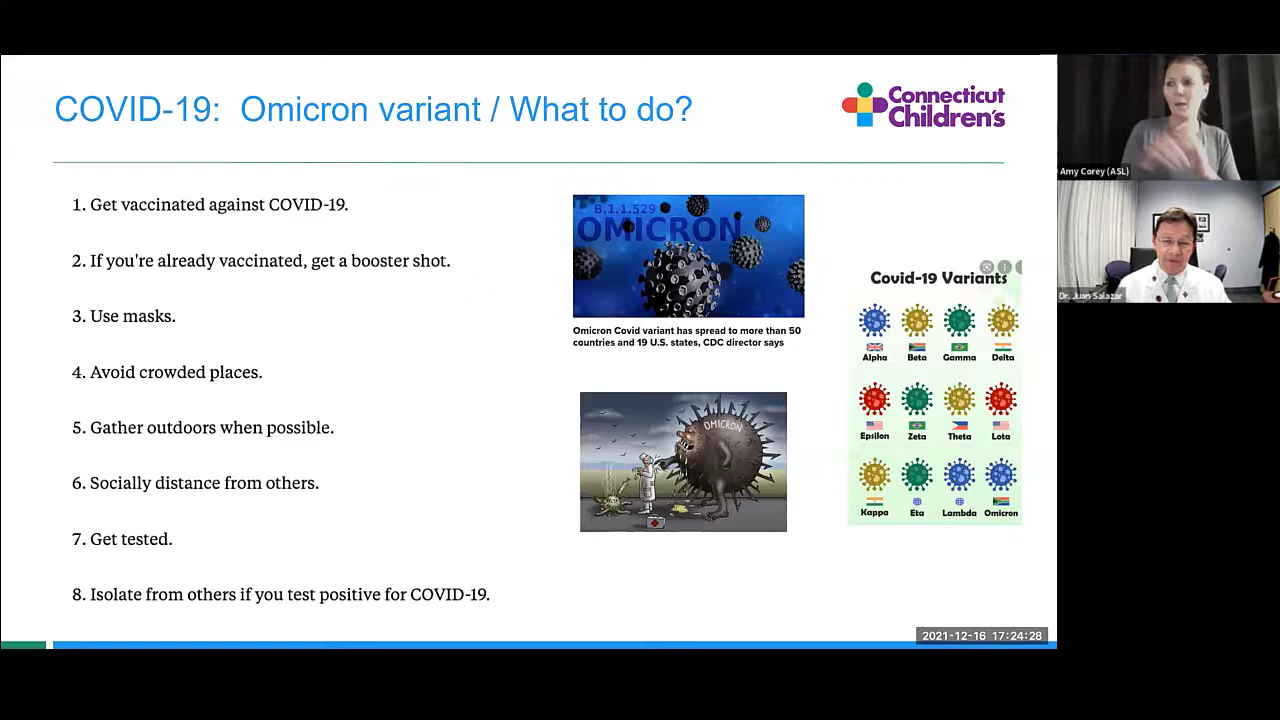 COVID-19: Omicron variant / What to do?
Connecticut
Children's
1. Get vaccinated against COVID-19.
2. If you're already vaccinated, get a booster shot.
3. Use masks.
4. Avoid crowded places.
5. Gather outdoors when possible.
6. Socially distance from others.
7. Get tested.
8. Isolate from others if you test positive for COVID-19.
B.1.1.529
OMICRON
Omicron Covid variant has spread to more than 50
countries and 19 U.S. states, CDC director says
OMICRON
Covid-19 Variants
Alpha Beta Gamma Delta
Epsilon Zeta Theta Lota
Kappa Eta Lambda Omicron
Amy Corey (ASL)
Dr. Juan Salazar
2021-12-16 17:24:28